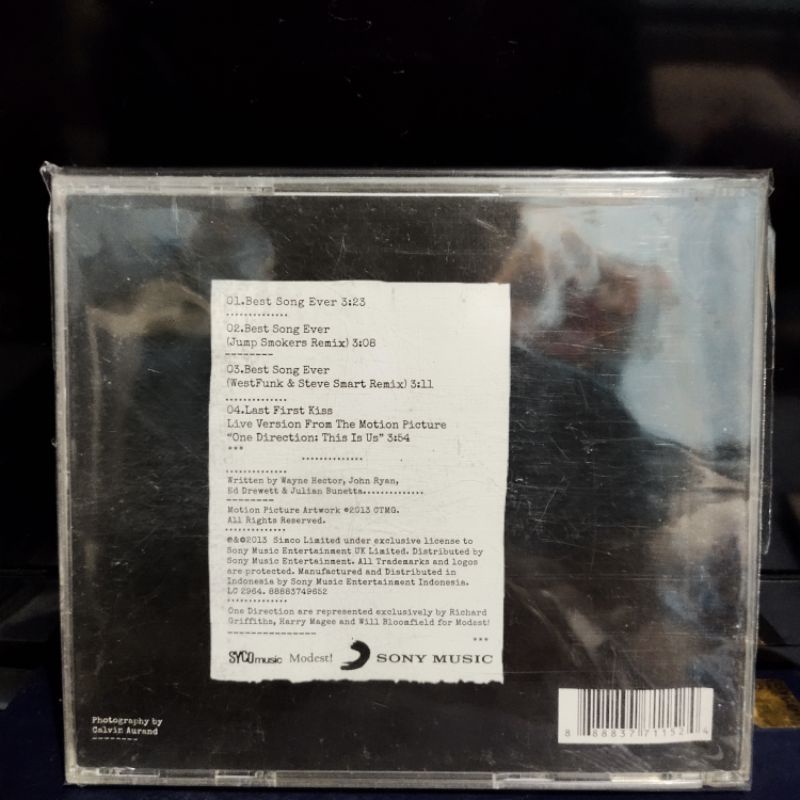 01.Best Song Ever 3:23
02.Best Song Ever
(Jump Smokers Remix) 3:08
03.Best Song Ever
(WestFunk & Steve Smart Remix) 3:11
04.Last First Kiss
Live Version From The Motion Picture
“One Direction: This Is Us” 3:54
***
Written by Wayne Hector, John Ryan,
Ed Drewett & Julian Bunetta..............
Motion Picture Artwork ©2013 CTMG.
All Rights Reserved.
℗&©2013 Simco Limited under exclusive license to
Sony Music Entertainment UK Limited. Distributed by
Sony Music Entertainment. All Trademarks and logos
are protected. Manufactured and Distributed in
Indonesia by Sony Music Entertainment Indonesia.
LC 2964. 88883749652
One Direction are represented exclusively by Richard
Griffiths, Harry Magee and Will Bloomfield for Modest!
***
SYCOmusic Modest! SONY MUSIC
Photography by
Calvin Aurand
8 88837 71152 4